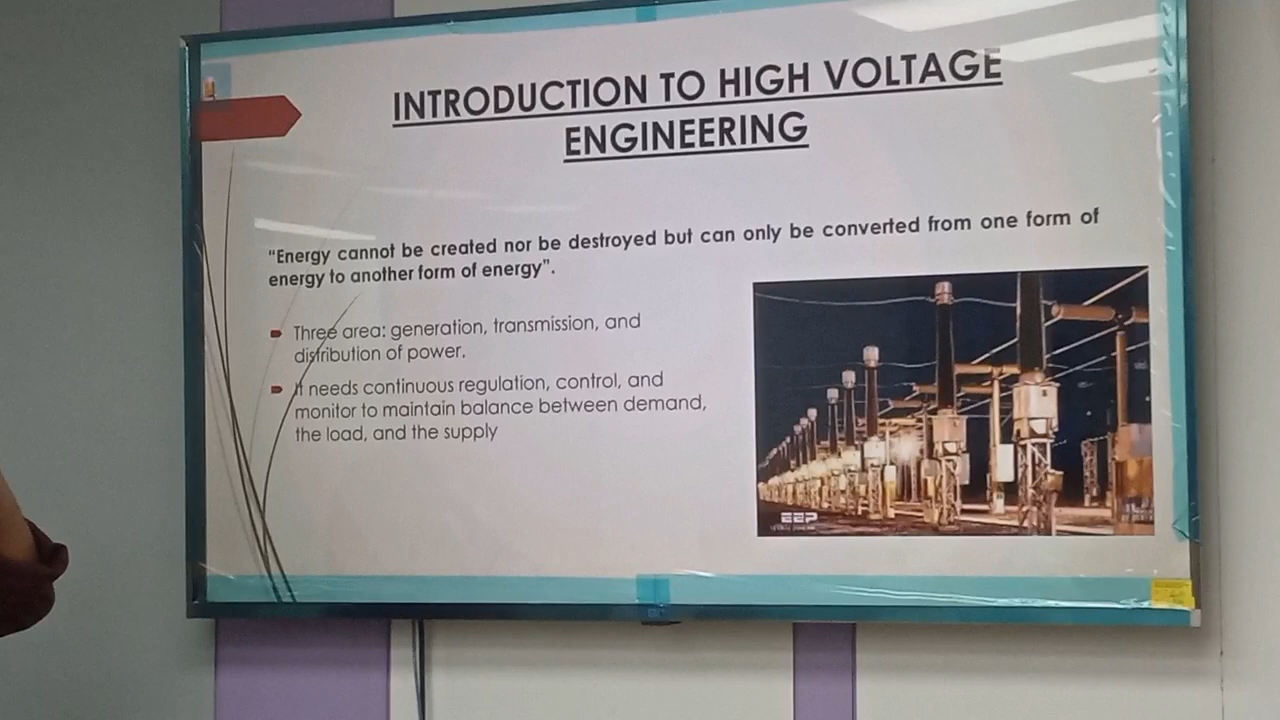 INTRODUCTION TO HIGH VOLTAGE
ENGINEERING
“Energy cannot be created nor be destroyed but can only be converted from one form of
energy to another form of energy”.
Three area: generation, transmission, and
distribution of power.
It needs continuous regulation, control, and
monitor to maintain balance between demand,
the load, and the supply
EEP